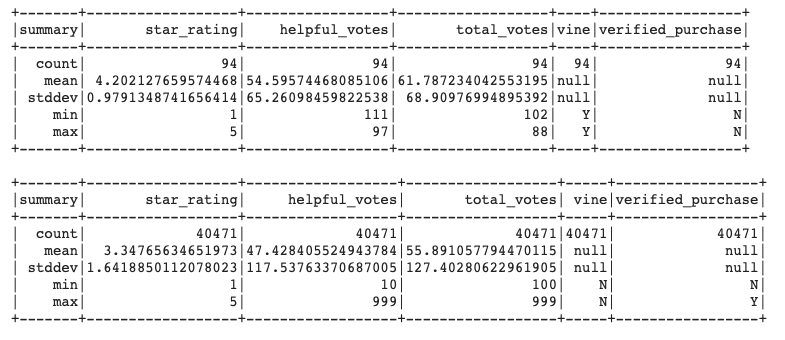 +-------+------------------+-----------------+------------------+----+-----------------+
|summary|       star_rating|    helpful_votes|       total_votes|vine|verified_purchase|
+-------+------------------+-----------------+------------------+----+-----------------+
|  count|                94|               94|                94|  94|               94|
|   mean| 4.202127659574468|54.59574468085106|61.787234042553195|null|             null|
| stddev|0.9791348741656414|65.26098459822538| 68.90976994895392|null|             null|
|    min|                 1|              111|               102|   Y|                N|
|    max|                 5|               97|                88|   Y|                N|
+-------+------------------+-----------------+------------------+----+-----------------+
+-------+------------------+------------------+------------------+-----+-----------------+
|summary|       star_rating|     helpful_votes|       total_votes| vine|verified_purchase|
+-------+------------------+------------------+------------------+-----+-----------------+
|  count|             40471|             40471|             40471|40471|            40471|
|   mean|  3.34765634651973|47.428405524943784|55.891057794470115| null|             null|
| stddev|1.6418850112078023|117.53763370687005|127.40280622961905| null|             null|
|    min|                 1|                10|               100|    N|                N|
|    max|                 5|               999|               999|    N|                Y|
+-------+------------------+------------------+------------------+-----+-----------------+